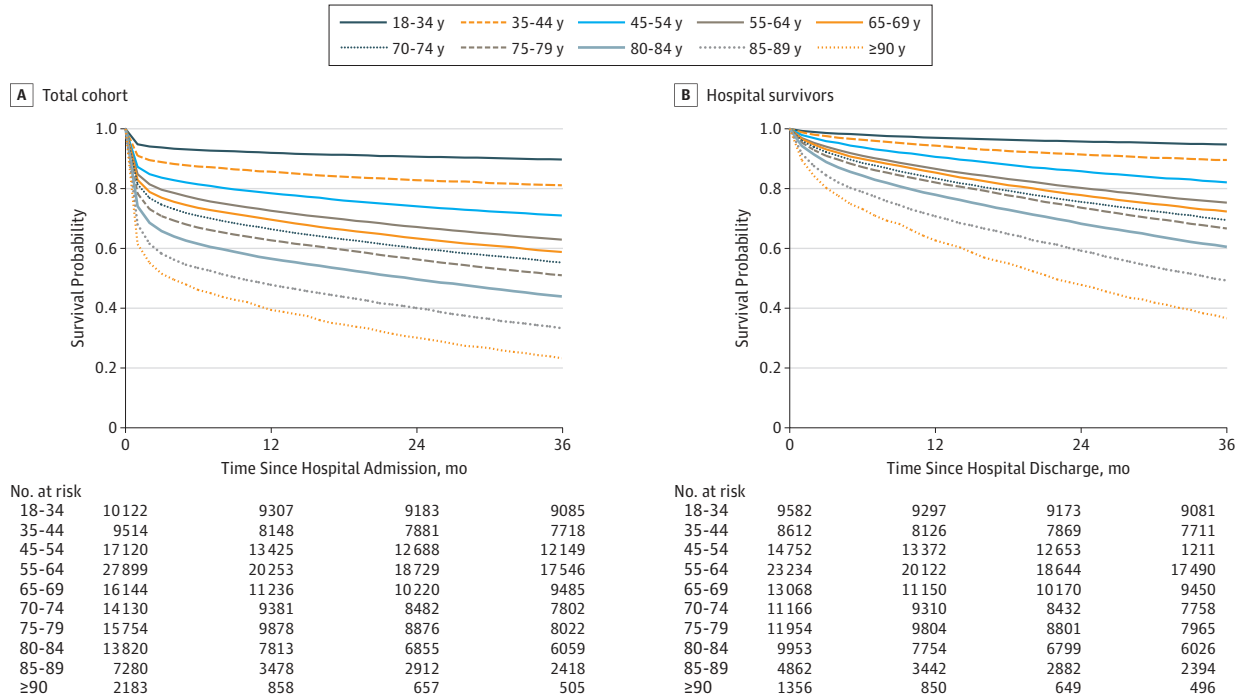 18-34 y 35-44 y 45-54 y 55-64 y 65-69 y
70-74 y 75-79 y 80-84 y 85-89 y ≥90 y
A Total cohort
1.0
0.8
0.6
0.4
0.2
0
Survival Probability
0 12 24 36
Time Since Hospital Admission, mo
No. at risk
18-34 10122 9307 9183 9085
35-44 9514 8148 7881 7718
45-54 17120 13425 12688 12149
55-64 27899 20253 18729 17546
65-69 16144 11236 10220 9485
70-74 14130 9381 8482 7802
75-79 15754 9878 8876 8022
80-84 13820 7813 6855 6059
85-89 7280 3478 2912 2418
≥90 2183 858 657 505
B Hospital survivors
1.0
0.8
0.6
0.4
0.2
0
Survival Probability
0 12 24 36
Time Since Hospital Discharge, mo
No. at risk
18-34 9582 9297 9173 9081
35-44 8612 8126 7869 7711
45-54 14752 13372 12653 1211
55-64 23234 20122 18644 17490
65-69 13068 11150 10170 9450
70-74 11166 9310 8432 7758
75-79 11954 9804 8801 7965
80-84 9953 7754 6799 6026
85-89 4862 3442 2882 2394
≥90 1356 850 649 496